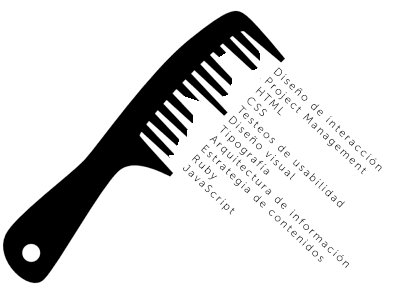 Diseño de interacción
Project Management
HTML
CSS
Testeos de usabilidad
Diseño visual
Tipografía
Arquitectura de información
Estrategia de contenidos
Ruby
JavaScript